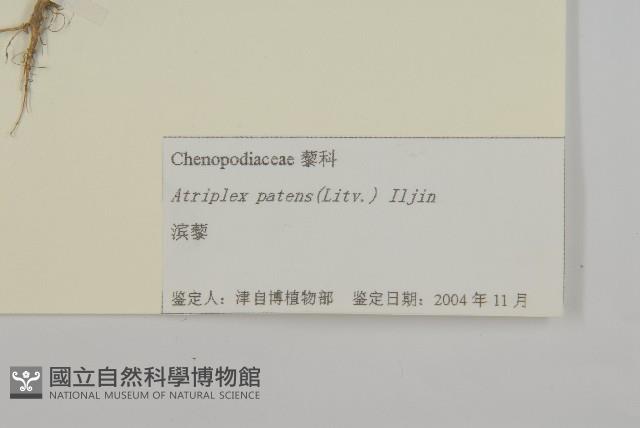 Chenopodiaceae 藜科
Atriplex patens(Litv.) Iljin
滨藜
鉴定人：津自博植物部 鉴定日期：2004 年 11 月
國立自然科學博物館
NATIONAL MUSEUM OF NATURAL SCIENCE